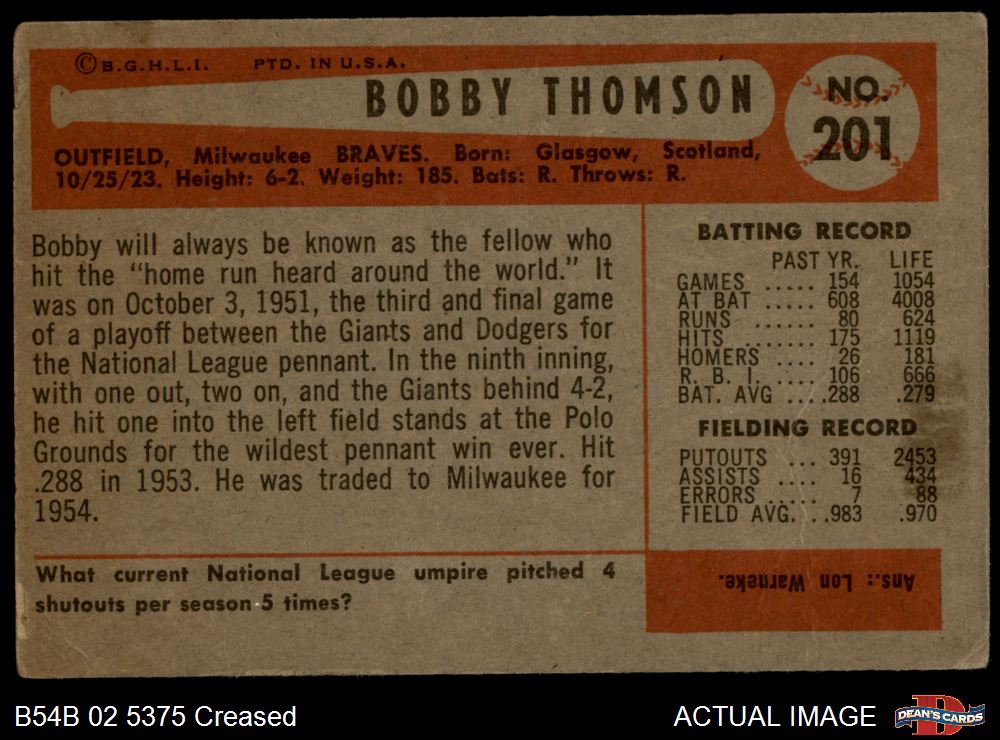 ©B.G.H.L.I. PTD. IN U.S.A.
BOBBY THOMSON
NO.
201
OUTFIELD, Milwaukee BRAVES. Born: Glasgow, Scotland,
10/25/23. Height: 6-2. Weight: 185. Bats: R. Throws: R.
Bobby will always be known as the fellow who
hit the "home run heard around the world." It
was on October 3, 1951, the third and final game
of a playoff between the Giants and Dodgers for
the National League pennant. In the ninth inning,
with one out, two on, and the Giants behind 4-2,
he hit one into the left field stands at the Polo
Grounds for the wildest pennant win ever. Hit
.288 in 1953. He was traded to Milwaukee for
1954.
BATTING RECORD
PAST YR. LIFE
GAMES ..... 154 1054
AT BAT ..... 608 4008
RUNS ...... 80 624
HITS ....... 175 1119
HOMERS .... 26 181
R. B. I. .... 106 666
BAT. AVG .... .288 .279
FIELDING RECORD
PUTOUTS ... 391 2453
ASSISTS .... 16 434
ERRORS ..... 7 88
FIELD AVG. .. .983 .970
What current National League umpire pitched 4
shutouts per season 5 times?
Ans.: Lon Warneke.
B54B 02 5375 Creased
ACTUAL IMAGE
D
DEAN'S CARDS